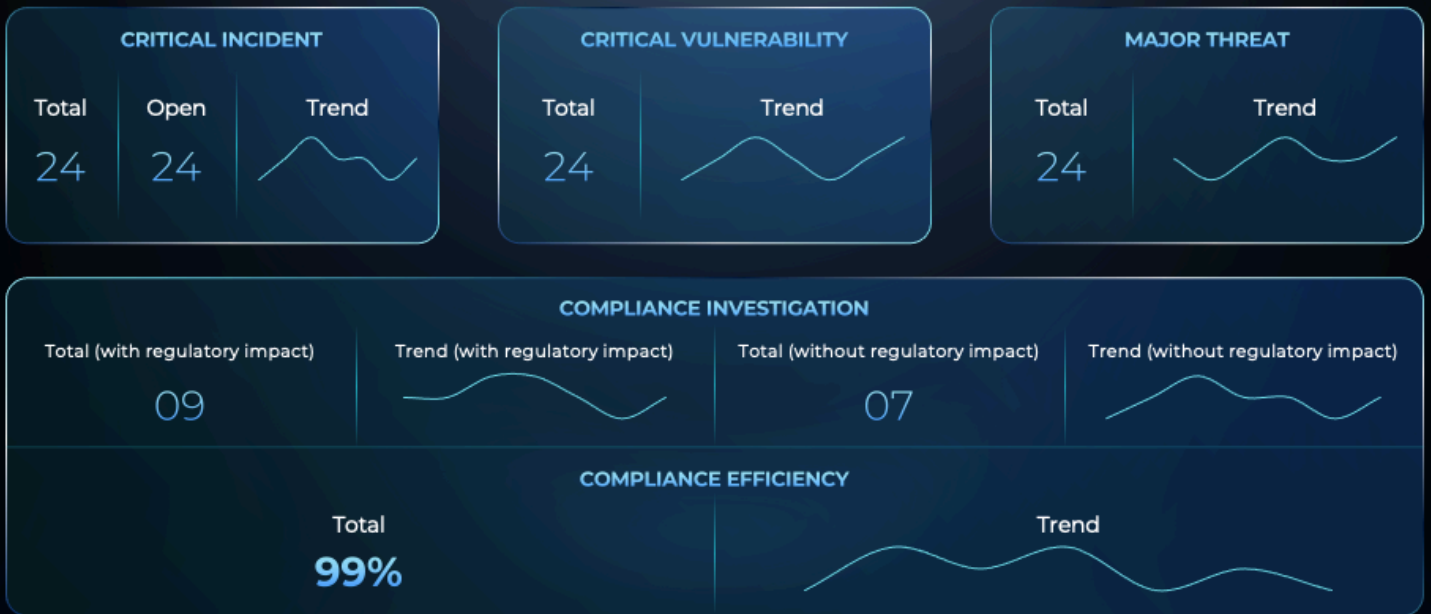 CRITICAL INCIDENT
Total Open Trend
24 24
CRITICAL VULNERABILITY
Total Trend
24
MAJOR THREAT
Total Trend
24
COMPLIANCE INVESTIGATION
Total (with regulatory impact) Trend (with regulatory impact) Total (without regulatory impact) Trend (without regulatory impact)
09 07
COMPLIANCE EFFICIENCY
Total Trend
99%